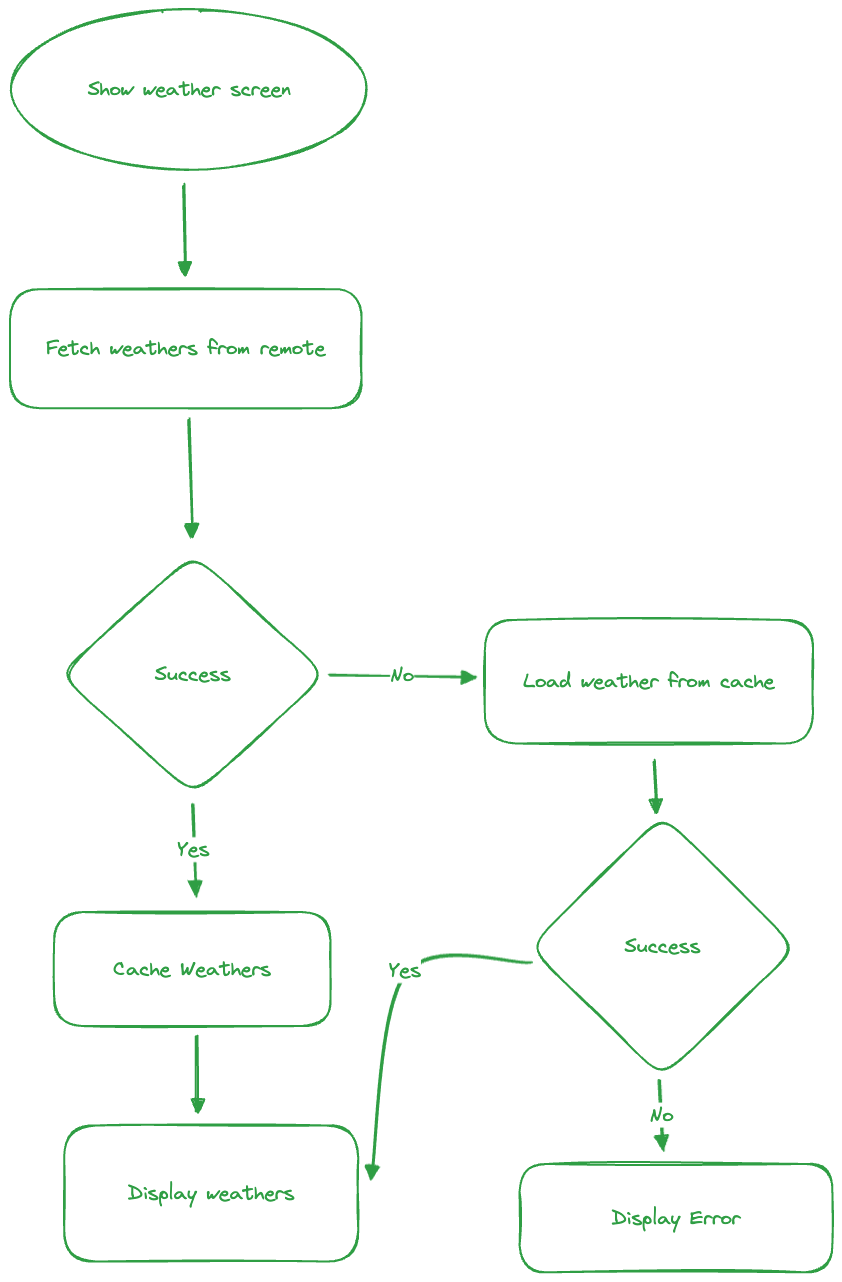 Show weather screen
Fetch weathers from remote
Success
No
Load weather from cache
Yes
Success
Cache Weathers
Yes
No
Display weathers
Display Error